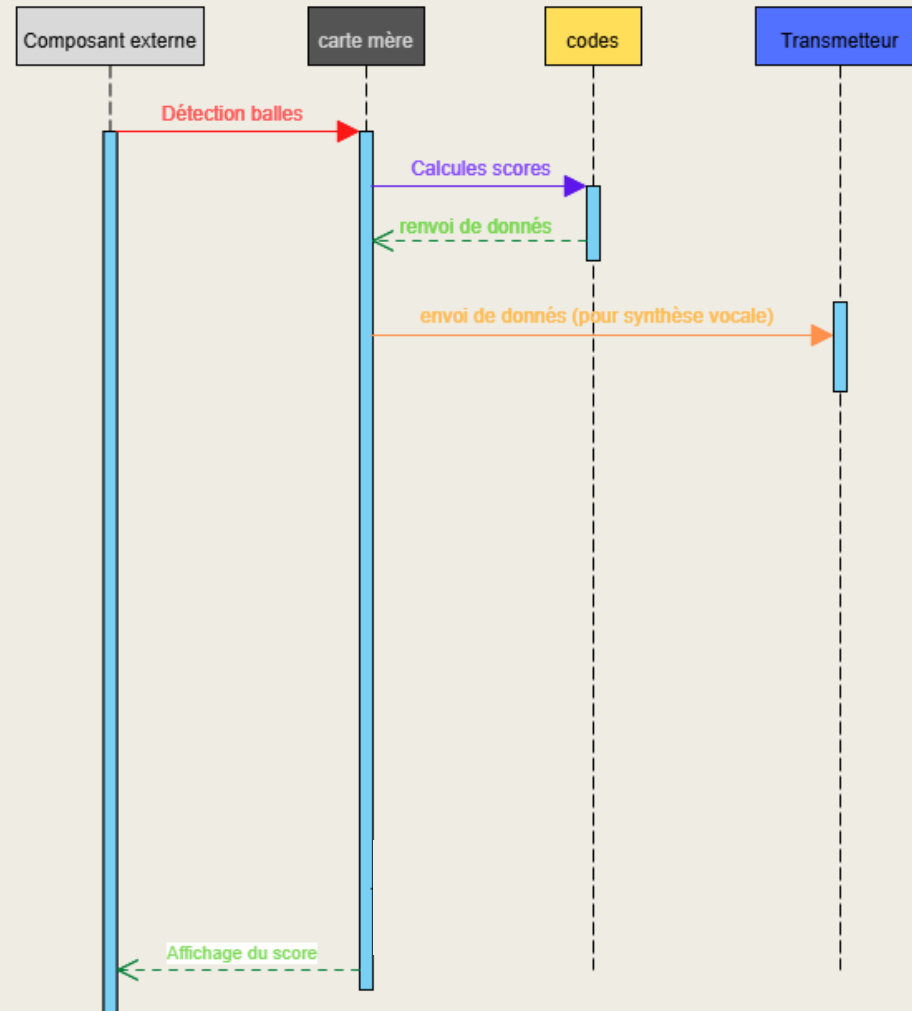 Composant externe
carte mère
codes
Transmetteur
Détection balles
Calcules scores
renvoi de donnés
envoi de donnés (pour synthèse vocale)
Affichage du score